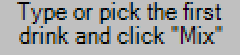 Type or pick the first
drink and click "Mix"